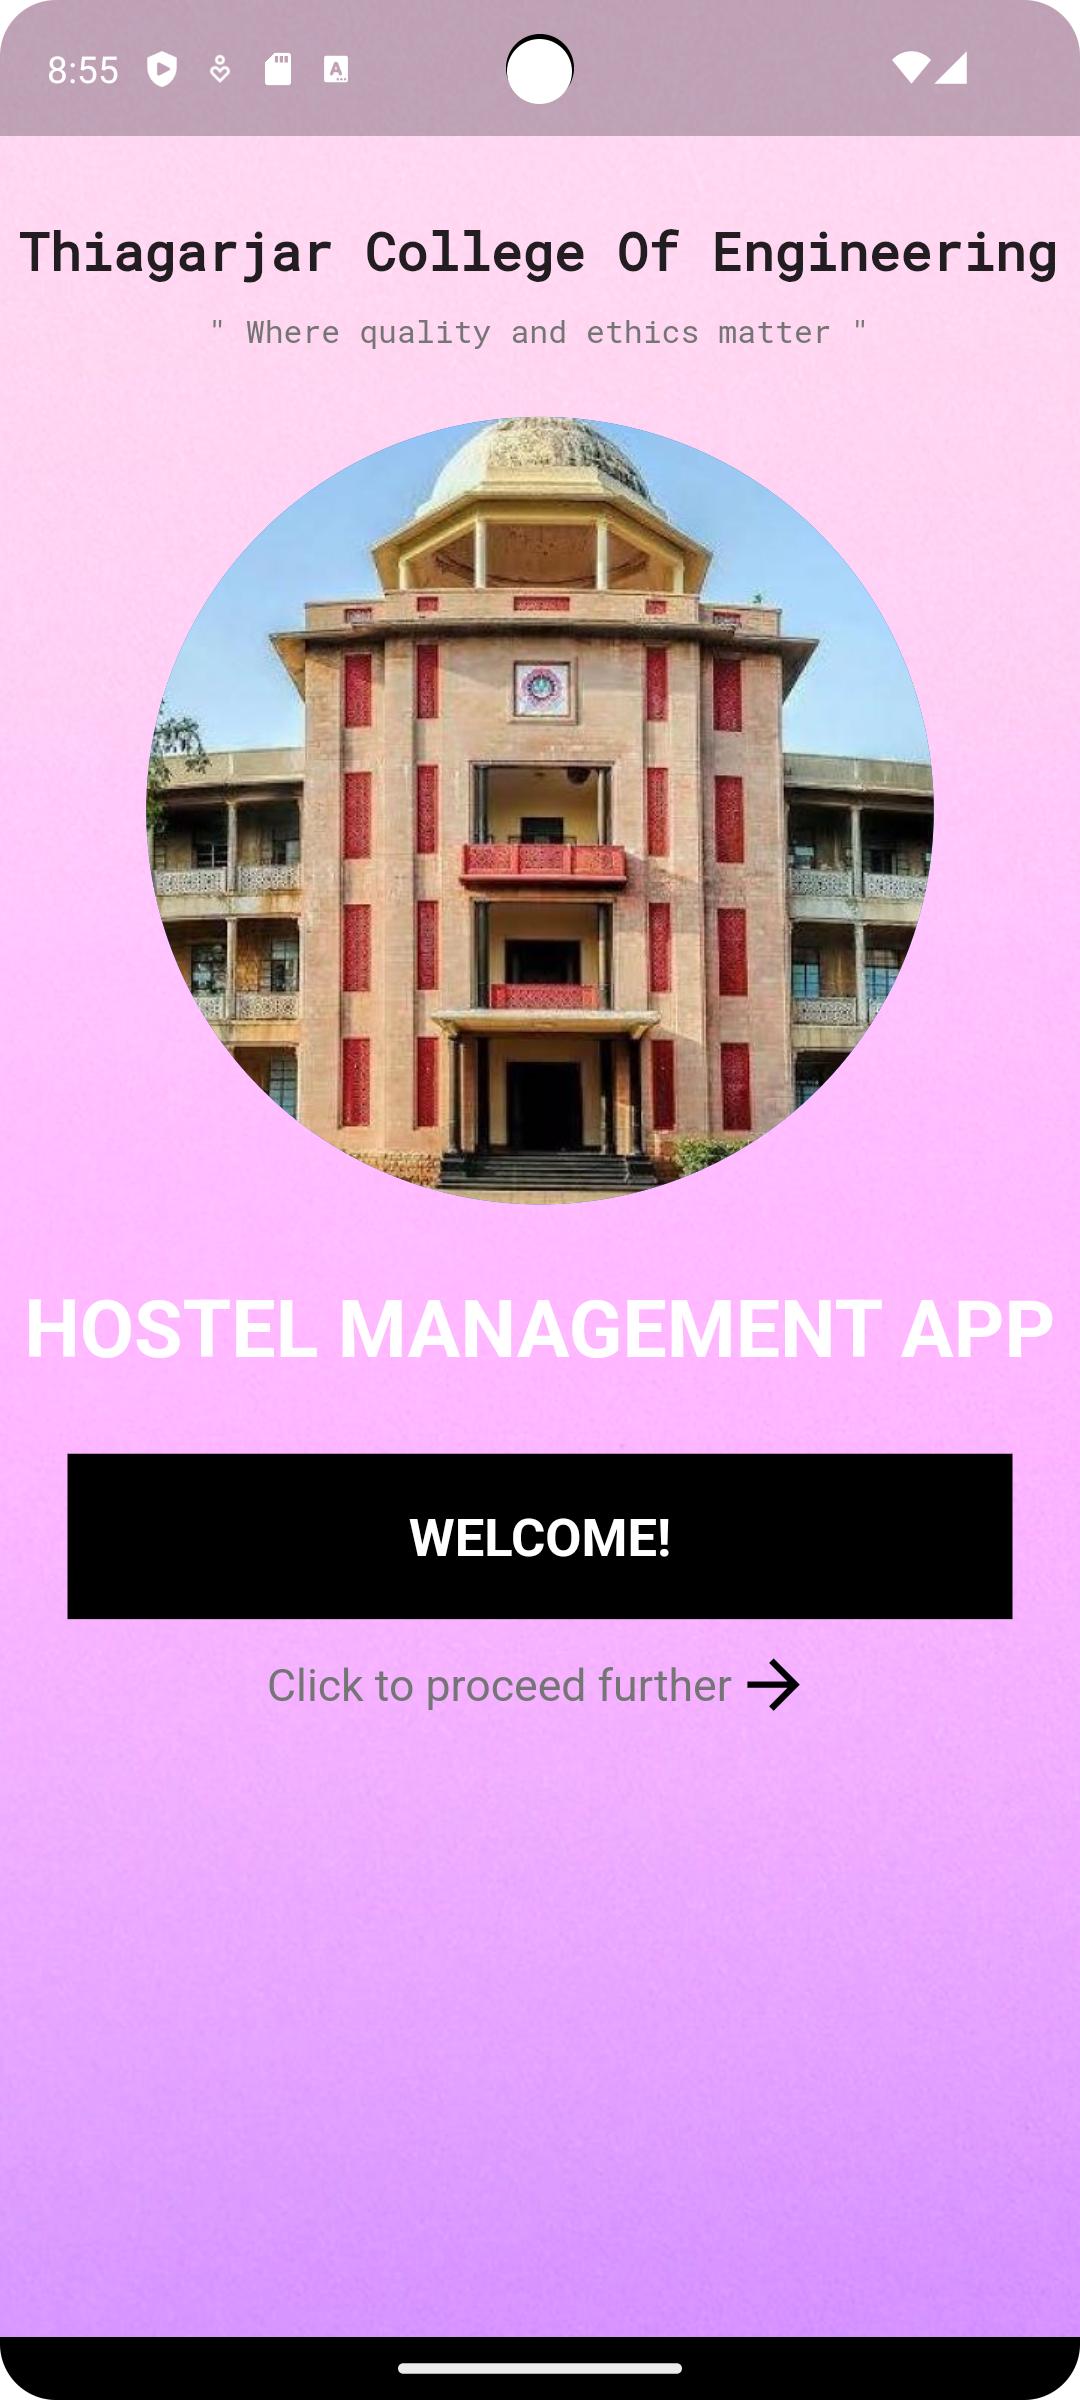 8:55
Thiagarjar College Of Engineering
" Where quality and ethics matter "
HOSTEL MANAGEMENT APP
WELCOME!
Click to proceed further